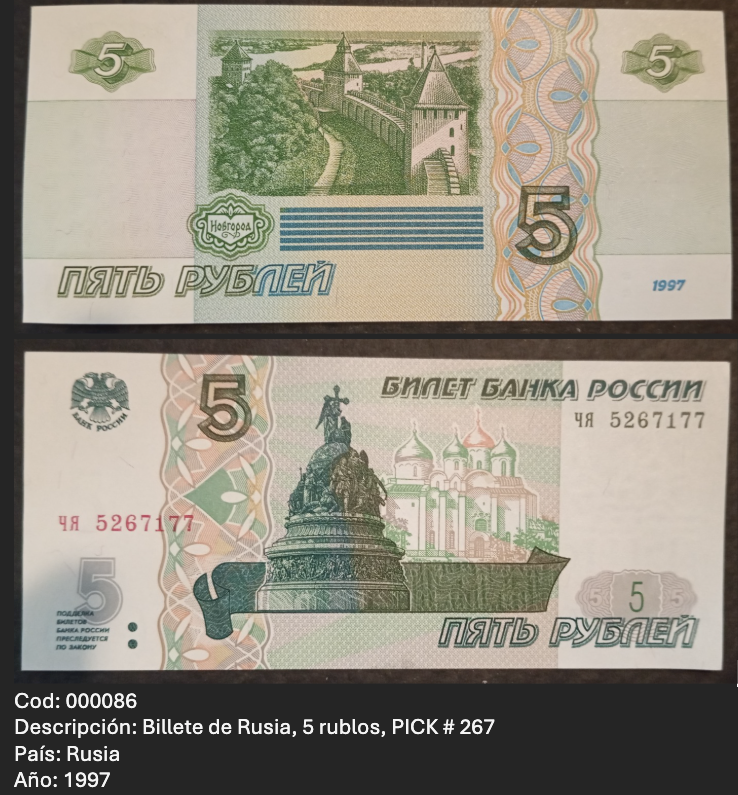 5
5
Новгород
5
ПЯТЬ РУБЛЕЙ
1997
БАНК РОССИИ
5
БИЛЕТ БАНКА РОССИИ
ЧЯ 5267177
ЧЯ 5267177
5
ПОДДЕЛКА
БИЛЕТОВ
БАНКА РОССИИ
ПРЕСЛЕДУЕТСЯ
ПО ЗАКОНУ
5 5 5
ПЯТЬ РУБЛЕЙ
Cod: 000086
Descripción: Billete de Rusia, 5 rublos, PICK # 267
País: Rusia
Año: 1997